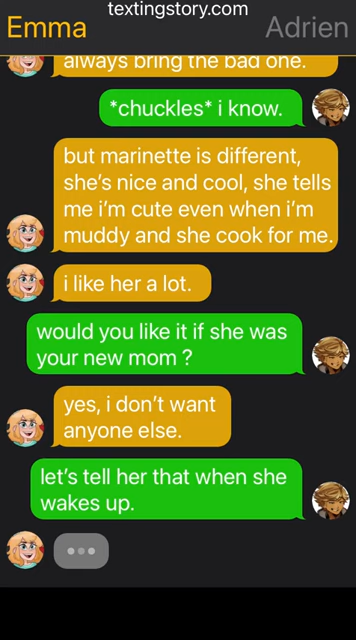 textingstory.com
Emma
Adrien
always bring the bad one.
*chuckles* i know.
but marinette is different,
she’s nice and cool, she tells
me i’m cute even when i’m
muddy and she cook for me.
i like her a lot.
would you like it if she was
your new mom ?
yes, i don’t want
anyone else.
let’s tell her that when she
wakes up.